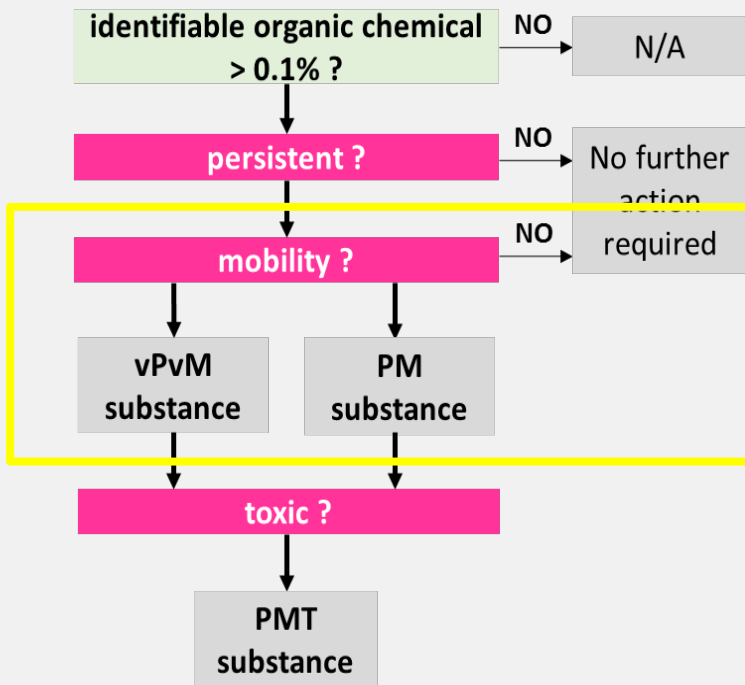 identifiable organic chemical
> 0.1% ?
NO
N/A
persistent ?
NO
No further
action
required
mobility ?
NO
vPvM
substance
PM
substance
toxic ?
PMT
substance